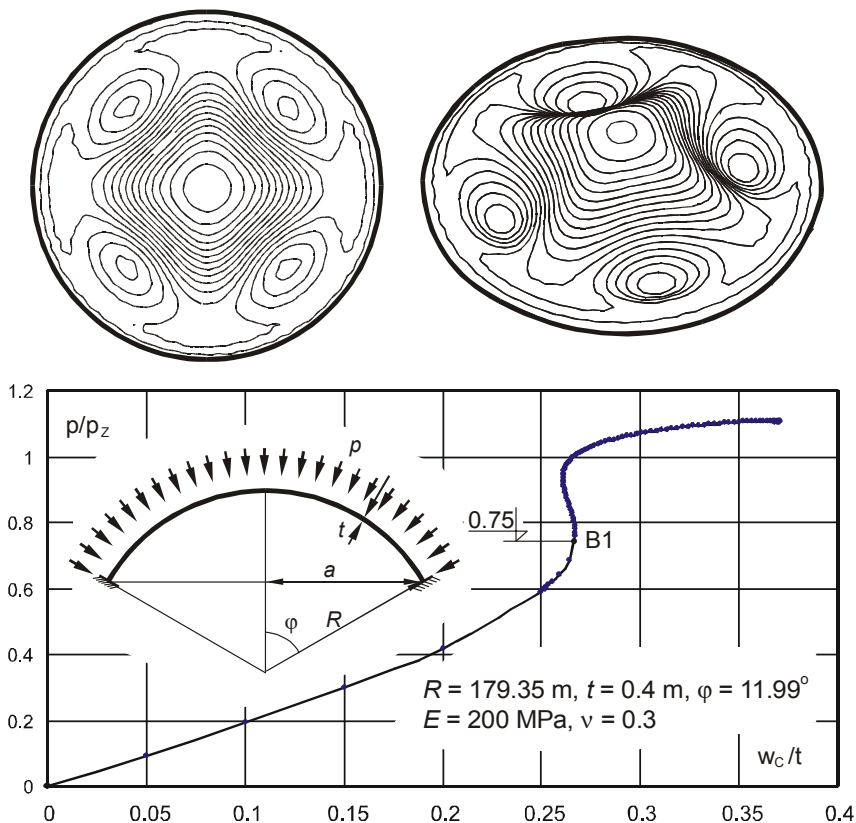 1.2
p/pz
p
1
0.8
0.75
t
B1
a
0.6
R
φ
0.4
R = 179.35 m, t = 0.4 m, φ = 11.99°
E = 200 MPa, ν = 0.3
0.2
wC/t
0
0 0.05 0.1 0.15 0.2 0.25 0.3 0.35 0.4